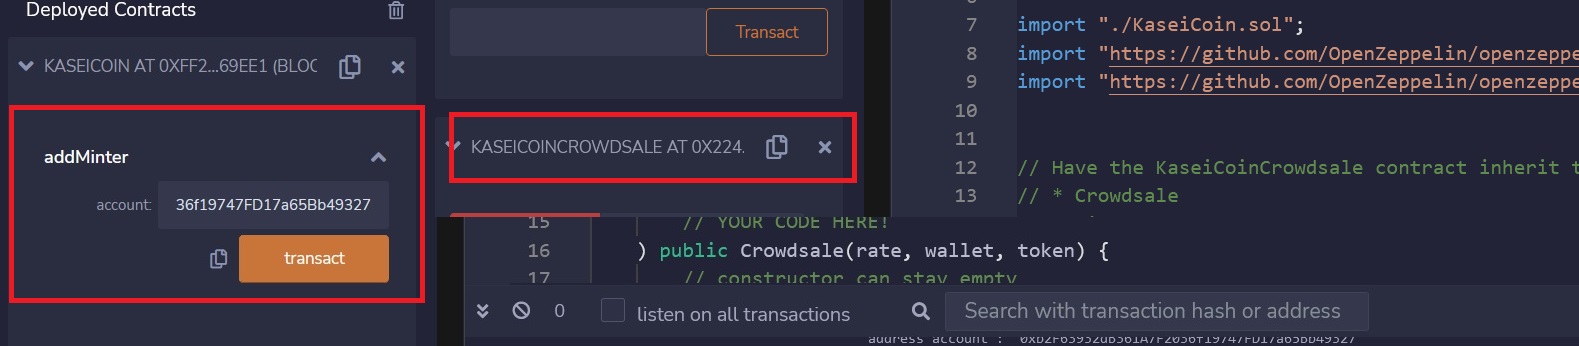 Deployed Contracts
KASEICOIN AT 0XFF2...69EE1 (BLOC
addMinter
account:
36f19747FD17a65Bb49327
transact
Transact
KASEICOINCROWDSALE AT 0X224.
7 import "./KaseiCoin.sol";
8 import "https://github.com/OpenZeppelin/openzeppe
9 import "https://github.com/OpenZeppelin/openzeppe
10
11
12 // Have the KaseiCoinCrowdsale contract inherit t
13 // * Crowdsale
15 // YOUR CODE HERE!
16 ) public Crowdsale(rate, wallet, token) {
17 // constructor can stay empty
0
listen on all transactions
Search with transaction hash or address
address account :